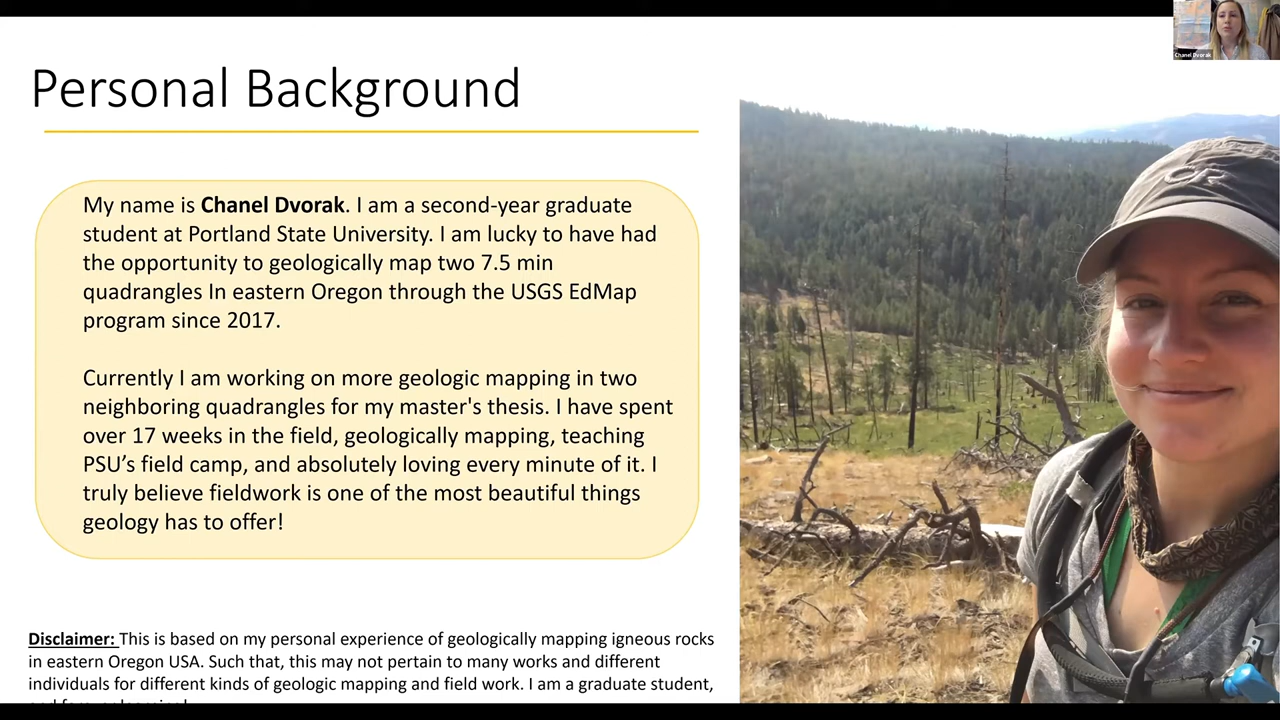 Chanel Dvorak
Personal Background
My name is Chanel Dvorak. I am a second-year graduate
student at Portland State University. I am lucky to have had
the opportunity to geologically map two 7.5 min
quadrangles In eastern Oregon through the USGS EdMap
program since 2017.
Currently I am working on more geologic mapping in two
neighboring quadrangles for my master's thesis. I have spent
over 17 weeks in the field, geologically mapping, teaching
PSU’s field camp, and absolutely loving every minute of it. I
truly believe fieldwork is one of the most beautiful things
geology has to offer!
Disclaimer: This is based on my personal experience of geologically mapping igneous rocks
in eastern Oregon USA. Such that, this may not pertain to many works and different
individuals for different kinds of geologic mapping and field work. I am a graduate student,